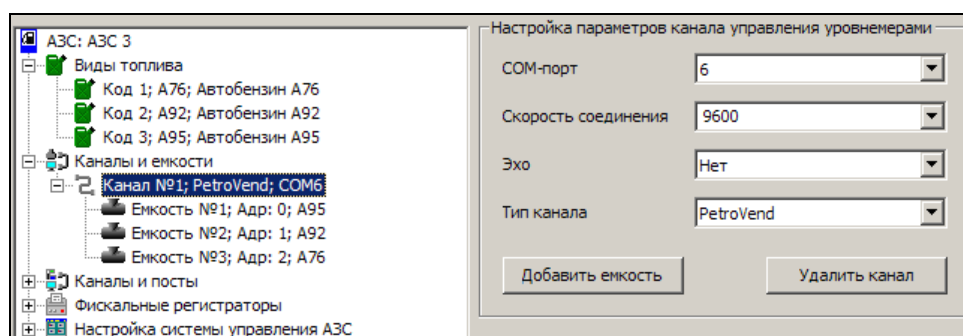 АЗС: АЗС 3
Виды топлива
Код 1; А76; Автобензин А76
Код 2; А92; Автобензин А92
Код 3; А95; Автобензин А95
Каналы и емкости
Канал №1; PetroVend; COM6
Емкость №1; Адр: 0; А95
Емкость №2; Адр: 1; А92
Емкость №3; Адр: 2; А76
Каналы и посты
Фискальные регистраторы
Настройка системы управления АЗС
Настройка параметров канала управления уровнемерами
COM-порт
6
Скорость соединения
9600
Эхо
Нет
Тип канала
PetroVend
Добавить емкость
Удалить канал